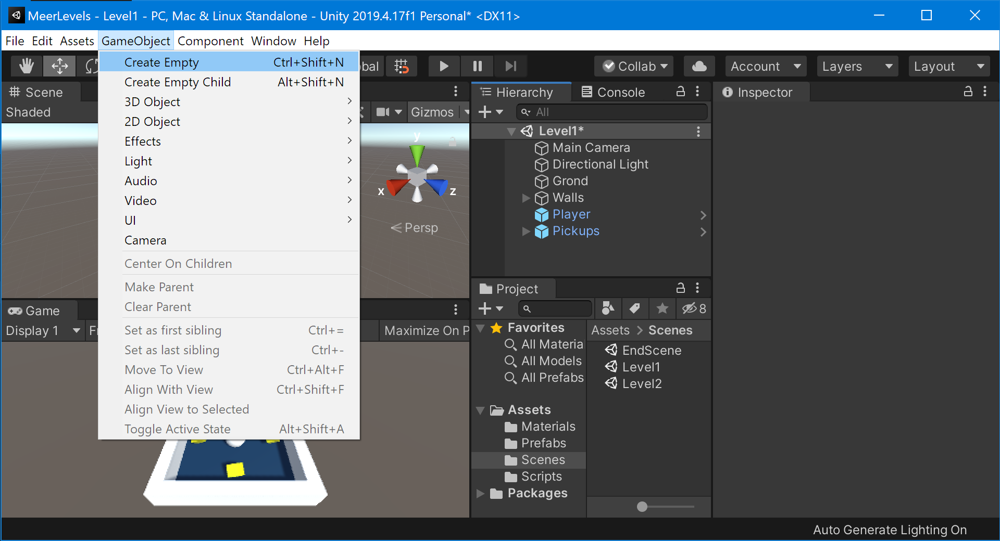 MeerLevels - Level1 - PC, Mac & Linux Standalone - Unity 2019.4.17f1 Personal* <DX11>
File Edit Assets GameObject Component Window Help
Create Empty Ctrl+Shift+N
Create Empty Child Alt+Shift+N
3D Object
2D Object
Effects
Light
Audio
Video
UI
Camera
Center On Children
Make Parent
Clear Parent
Set as first sibling Ctrl+=
Set as last sibling Ctrl+-
Move To View Ctrl+Alt+F
Align With View Ctrl+Shift+F
Align View to Selected
Toggle Active State Alt+Shift+A
bal
Collab
Account
Layers
Layout
Scene
Shaded
Gizmos
y
x
z
Persp
Game
Display 1
Fr
Maximize On P
Hierarchy
Console
All
Level1*
Main Camera
Directional Light
Grond
Walls
Player
Pickups
Project
8
Favorites
All Materia
All Models
All Prefabs
Assets
Materials
Prefabs
Scenes
Scripts
Packages
Assets > Scenes
EndScene
Level1
Level2
Inspector
Auto Generate Lighting On